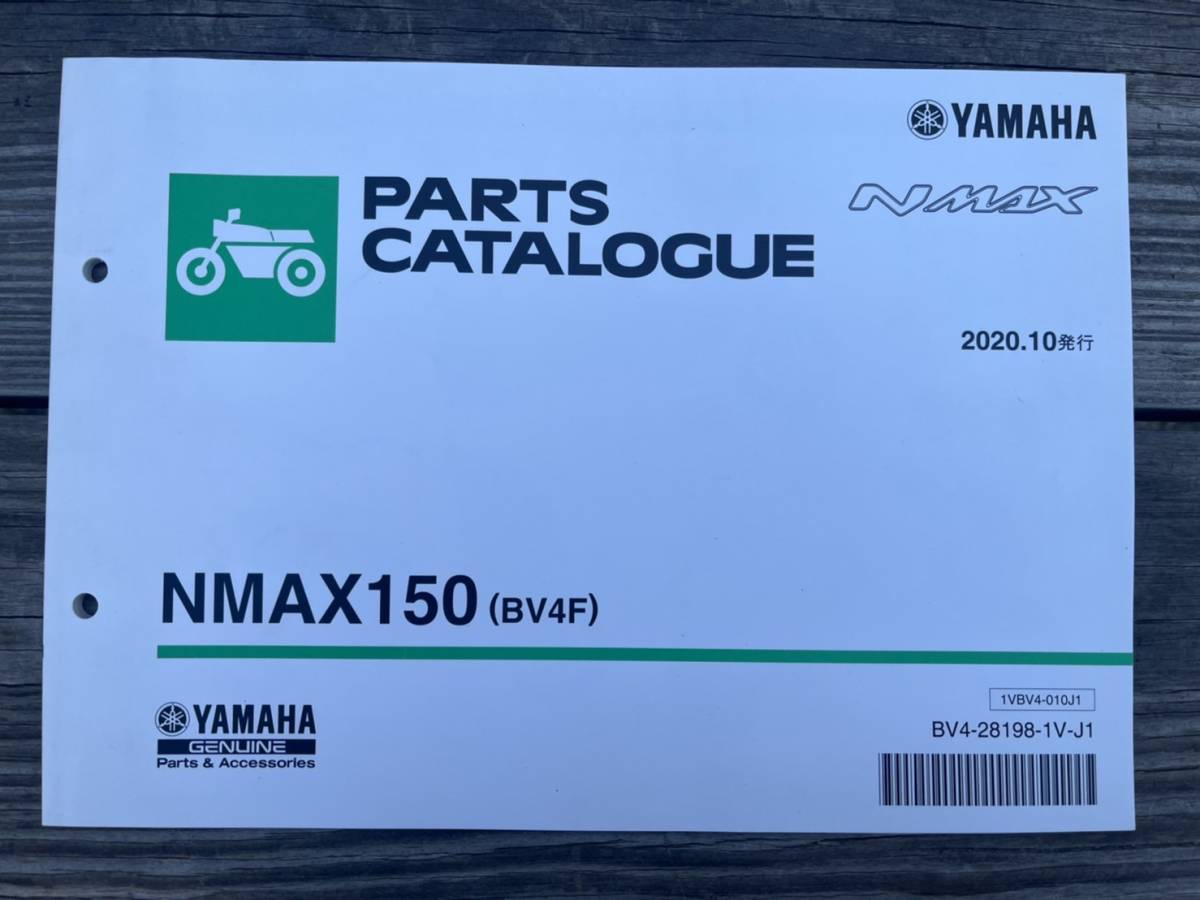 YAMAHA
NMAX
PARTS
CATALOGUE
2020.10発行
NMAX150 (BV4F)
YAMAHA
GENUINE
Parts & Accessories
1VBV4-010J1
BV4-28198-1V-J1